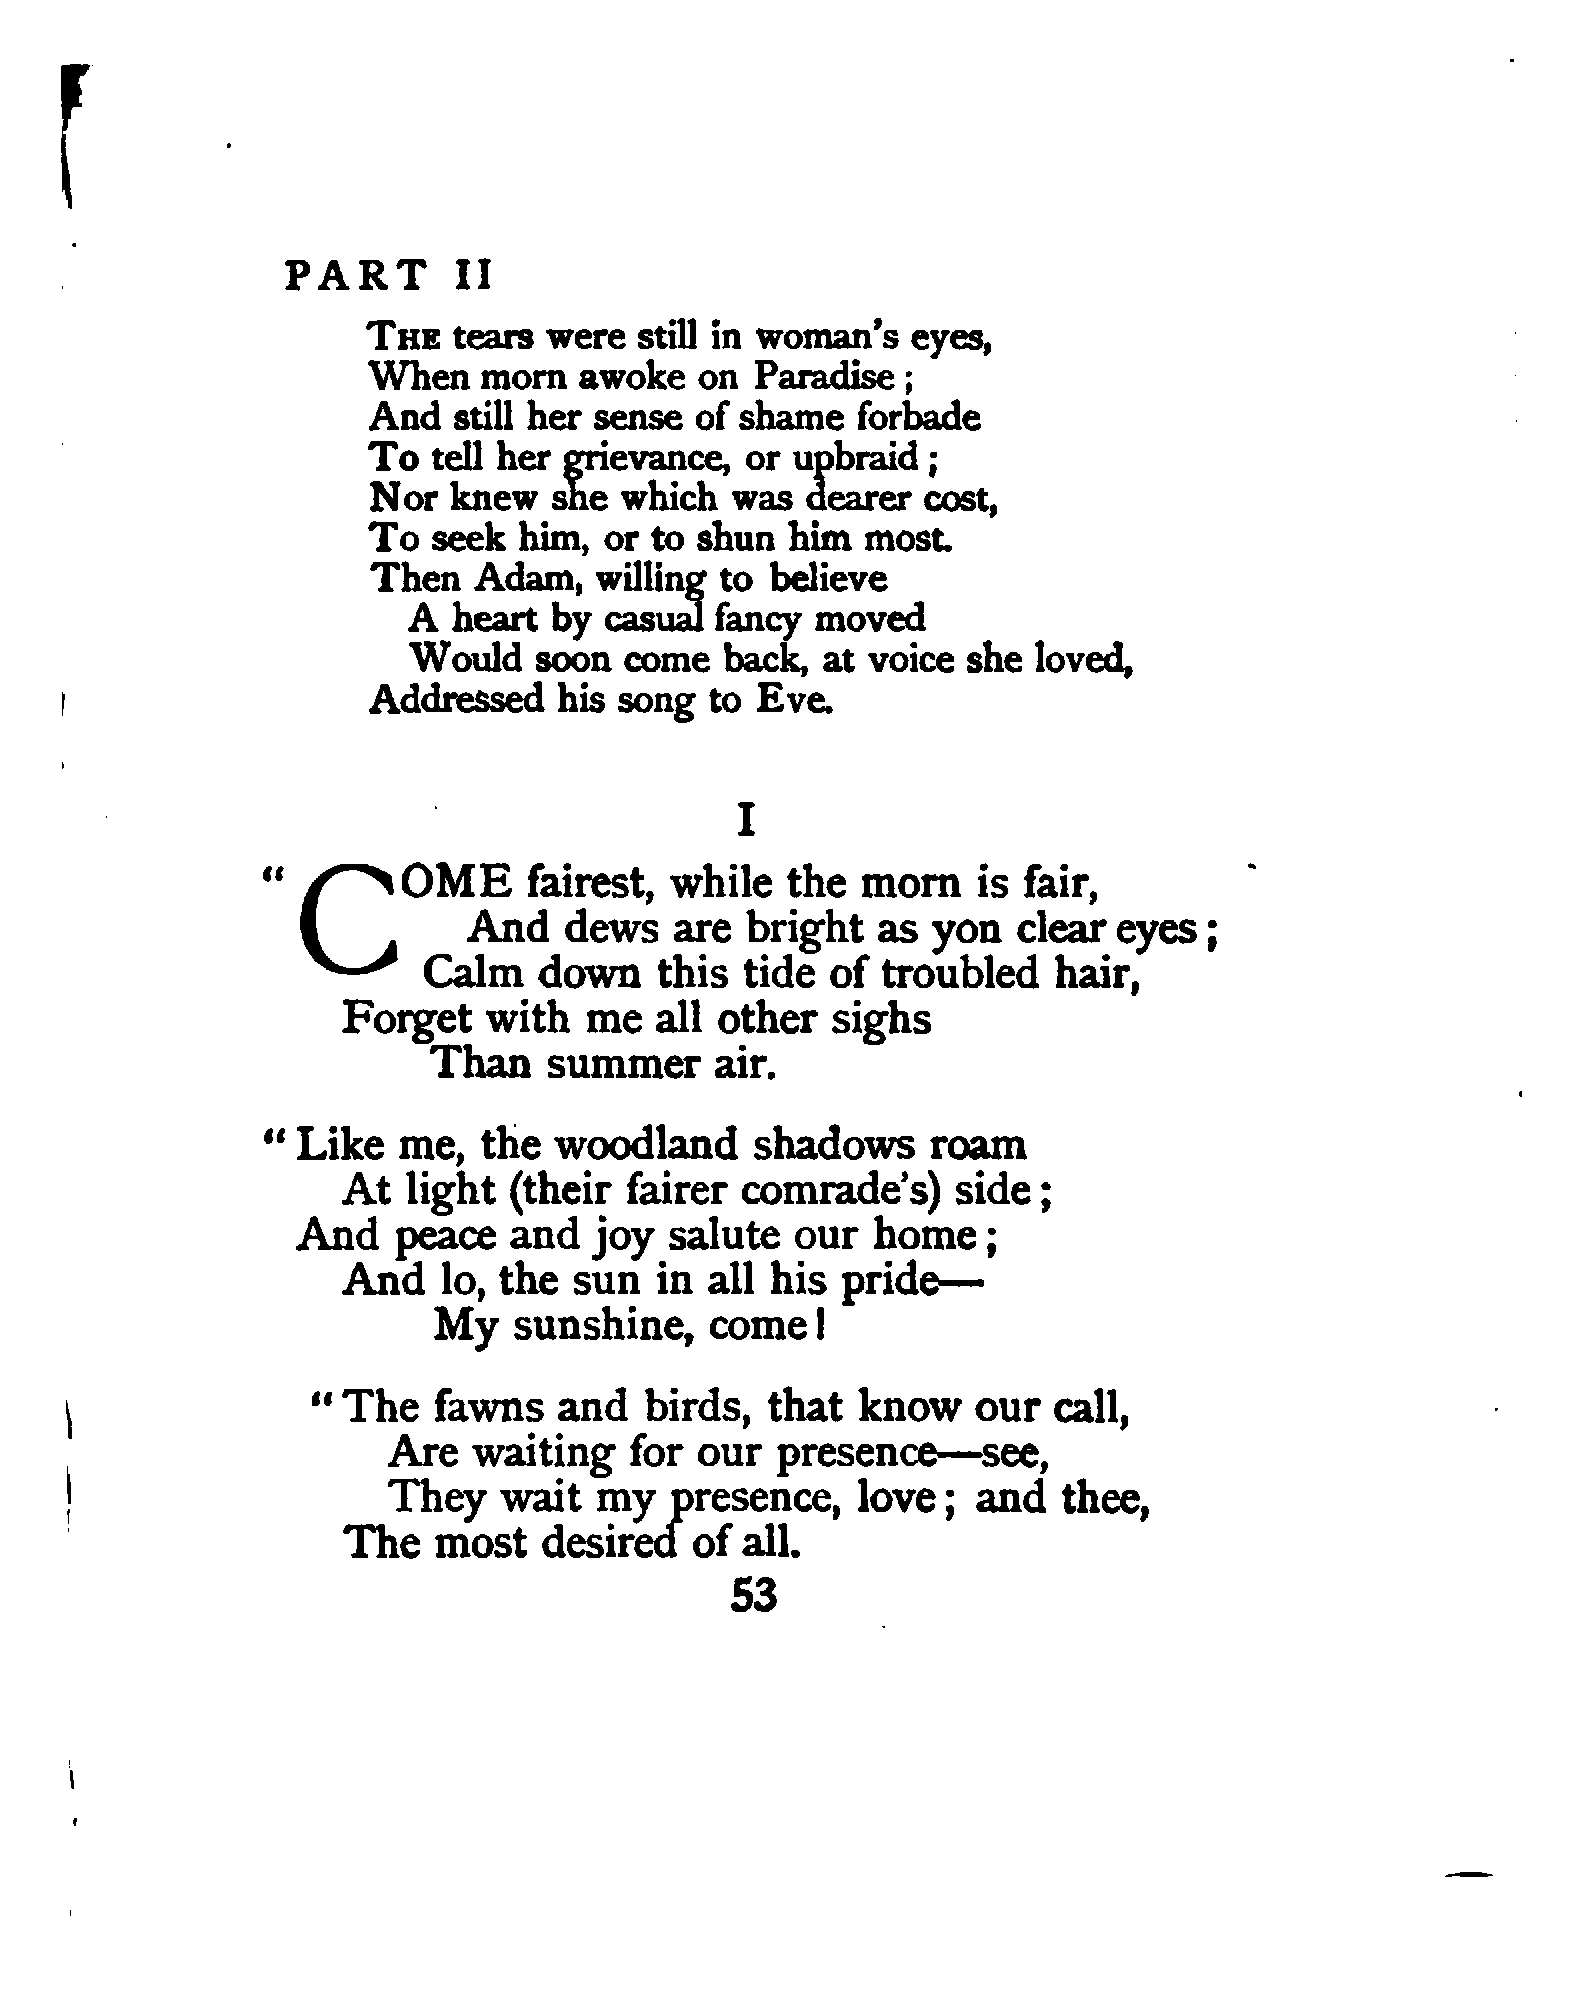 PART II
THE tears were still in woman's eyes,
When morn awoke on Paradise;
And still her sense of shame forbade
To tell her grievance, or upbraid;
Nor knew she which was dearer cost,
To seek him, or to shun him most.
Then Adam, willing to believe
A heart by casual fancy moved
Would soon come back, at voice she loved,
Addressed his song to Eve.
I
"COME fairest, while the morn is fair,
And dews are bright as yon clear eyes;
Calm down this tide of troubled hair,
Forget with me all other sighs
Than summer air.
"Like me, the woodland shadows roam
At light (their fairer comrade's) side;
And peace and joy salute our home;
And lo, the sun in all his pride—
My sunshine, come!
"The fawns and birds, that know our call,
Are waiting for our presence—see,
They wait my presence, love; and thee,
The most desired of all.
53